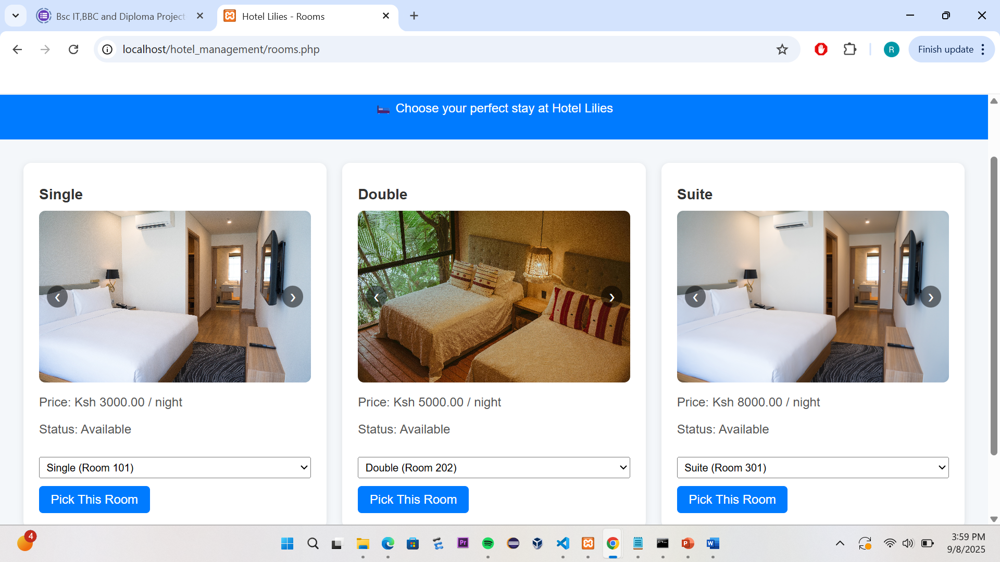 Bsc IT,BBC and Diploma Project
Hotel Lilies - Rooms
localhost/hotel_management/rooms.php
R
Finish update
Choose your perfect stay at Hotel Lilies
Single
Double
Suite
Price: Ksh 3000.00 / night
Price: Ksh 5000.00 / night
Price: Ksh 8000.00 / night
Status: Available
Status: Available
Status: Available
Single (Room 101)
Double (Room 202)
Suite (Room 301)
Pick This Room
Pick This Room
Pick This Room
4
Pr
3:59 PM
9/8/2025